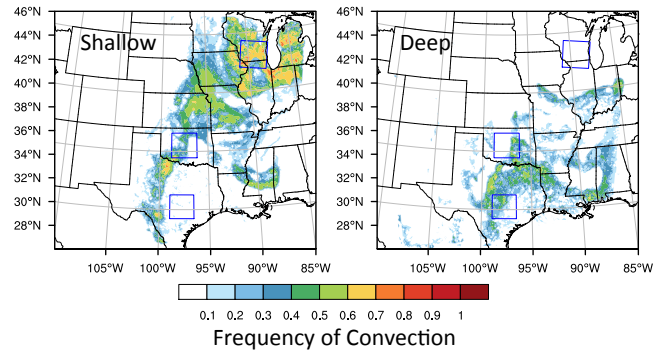 Shallow
46°N
44°N
42°N
40°N
38°N
36°N
34°N
32°N
30°N
28°N
105°W 100°W 95°W 90°W 85°W
Deep
46°N
44°N
42°N
40°N
38°N
36°N
34°N
32°N
30°N
28°N
105°W 100°W 95°W 90°W 85°W
0.1 0.2 0.3 0.4 0.5 0.6 0.7 0.8 0.9 1
Frequency of Convection